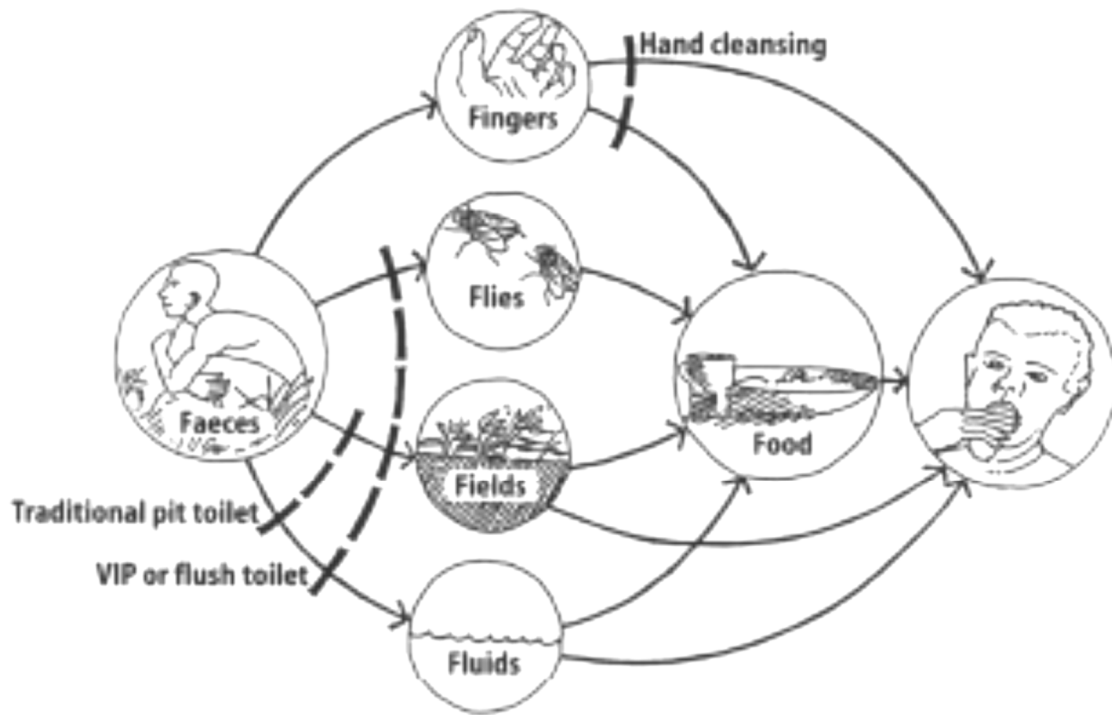 Hand cleansing
Fingers
Flies
Faeces
Food
Fields
Traditional pit toilet
VIP or flush toilet
Fluids